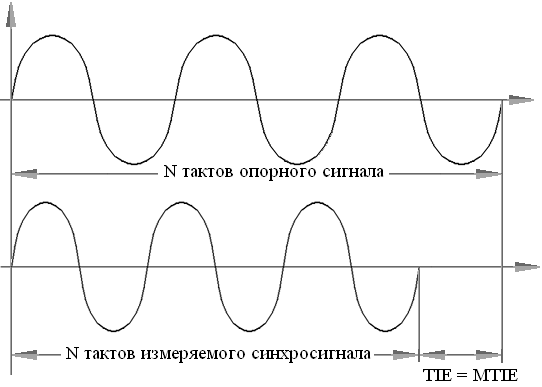 N тактов опорного сигнала
N тактов измеряемого синхросигнала
TIE = MTIE